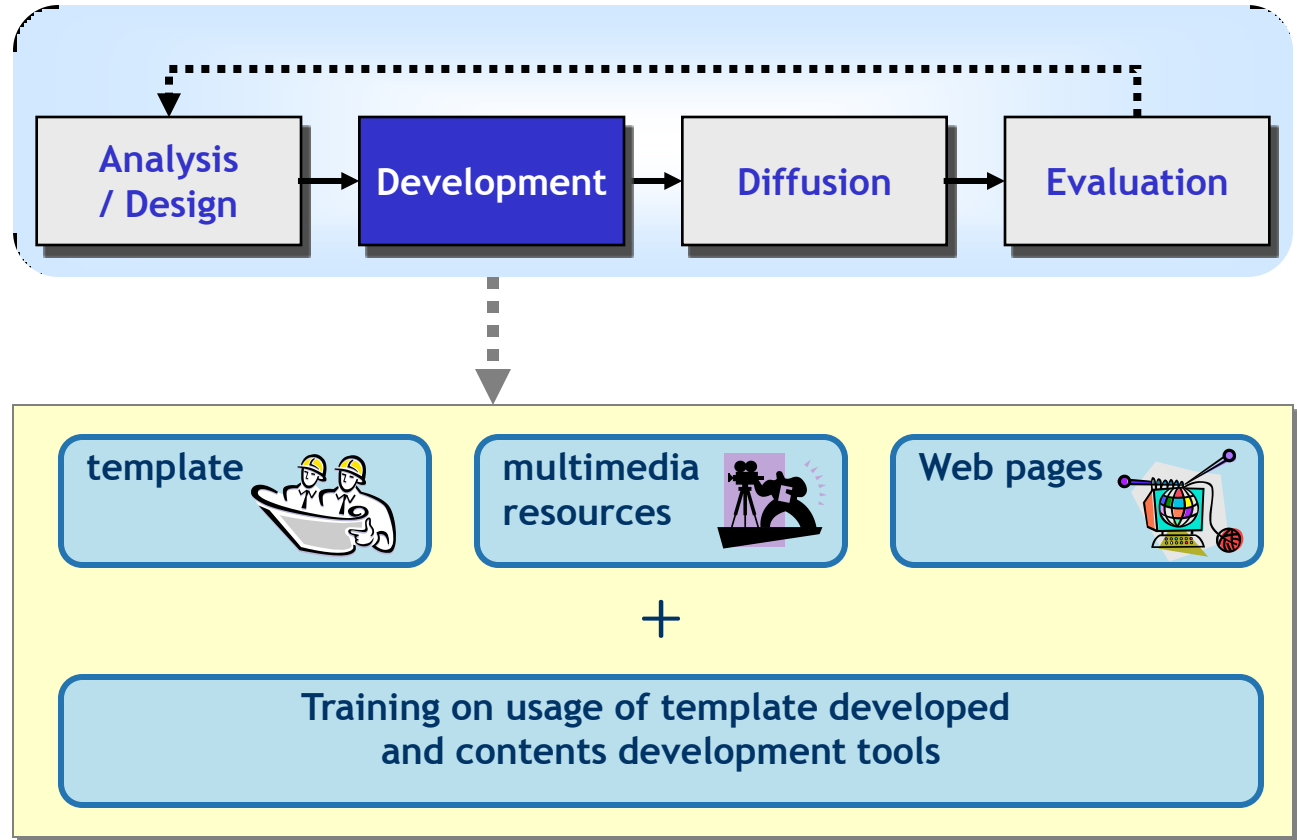 Analysis
/ Design
Development
Diffusion
Evaluation
template
multimedia
resources
Web pages
+
Training on usage of template developed
and contents development tools